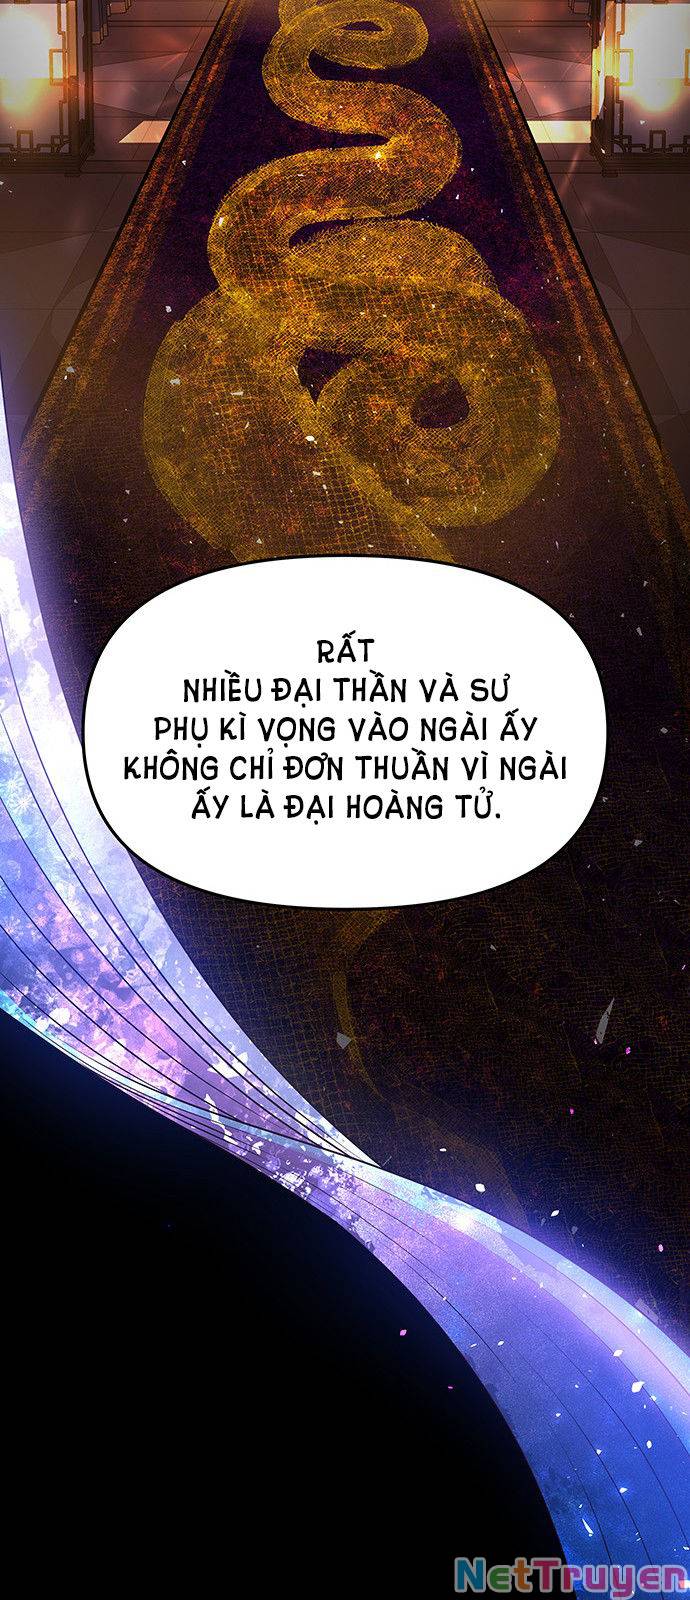 RẤT
NHIỀU ĐẠI THẦN VÀ SƯ
PHỤ KÌ VỌNG VÀO NGÀI ẤY
KHÔNG CHỈ ĐƠN THUẦN VÌ NGÀI
ẤY LÀ ĐẠI HOÀNG TỬ.
NetTruyen